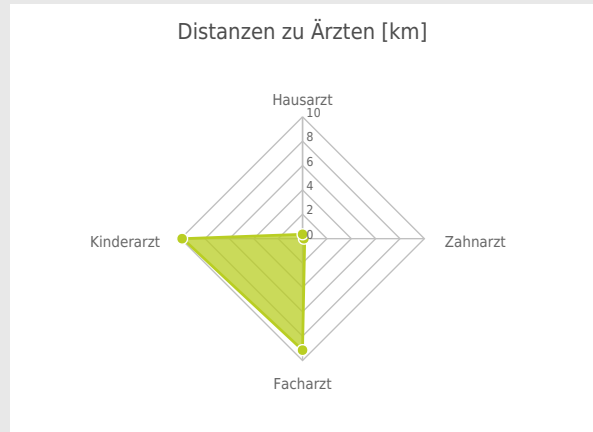 Distanzen zu Ärzten [km]
Hausarzt
10
8
6
4
2
0
Kinderarzt
Zahnarzt
Facharzt